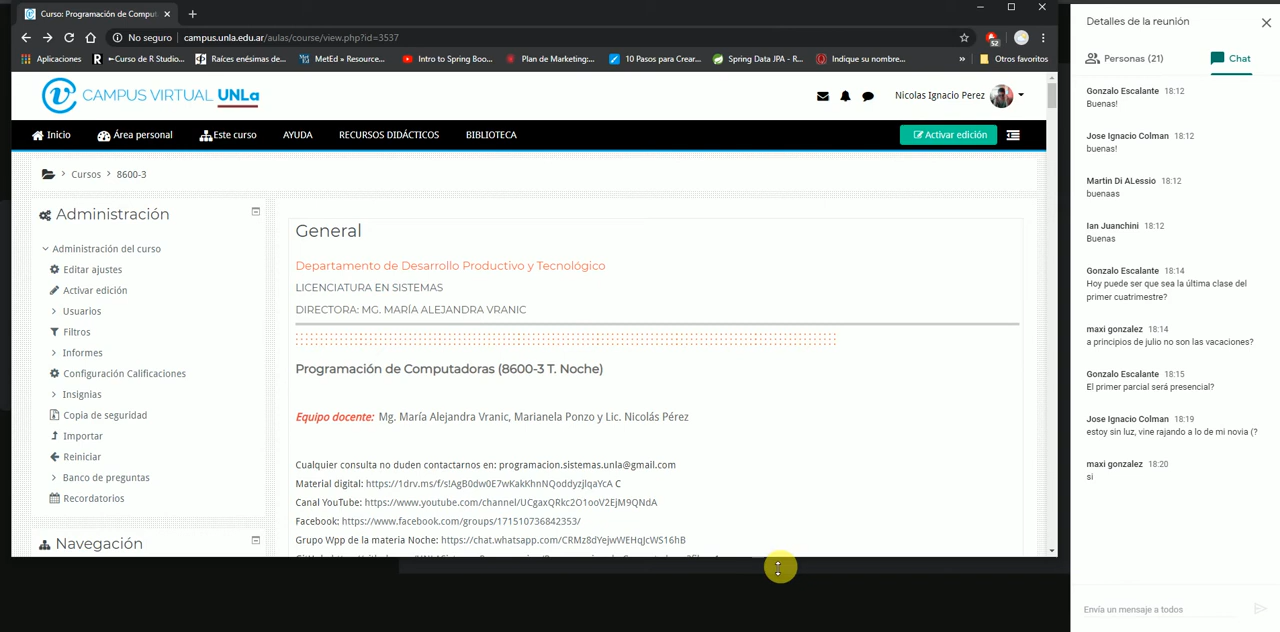 Curso: Programación de Comput
No seguro campus.unla.edu.ar/aulas/course/view.php?id=3537
52
Aplicaciones
←Curso de R Studio...
Raíces enésimas de...
MetEd » Resource...
Intro to Spring Boo...
Plan de Marketing:...
10 Pasos para Crear...
Spring Data JPA - R...
Indique su nombre...
»
Otros favoritos
CAMPUS VIRTUAL UNLa
Nicolas Ignacio Perez
Inicio
Área personal
Este curso
AYUDA
RECURSOS DIDÁCTICOS
BIBLIOTECA
Activar edición
Cursos
8600-3
Administración
Administración del curso
Editar ajustes
Activar edición
Usuarios
Filtros
Informes
Configuración Calificaciones
Insignias
Copia de seguridad
Importar
Reiniciar
Banco de preguntas
Recordatorios
Navegación
General
Departamento de Desarrollo Productivo y Tecnológico
LICENCIATURA EN SISTEMAS
DIRECTORA: MG. MARÍA ALEJANDRA VRANIC
Programación de Computadoras (8600-3 T. Noche)
Equipo docente: Mg. María Alejandra Vranic, Marianela Ponzo y Lic. Nicolás Pérez
Cualquier consulta no duden contactarnos en: programacion.sistemas.unla@gmail.com
Material digital: https://1drv.ms/f/s!AgB0dw0E7wKakKhnNQoddyzjlqaYcA C
Canal YouTube: https://www.youtube.com/channel/UCgaxQRkc2O1ooV2EjM9QNdA
Facebook: https://www.facebook.com/groups/171510736842353/
Grupo Wpp de la materia Noche: https://chat.whatsapp.com/CRMz8dYejwWEHqJcWS16hB
Detalles de la reunión
Personas (21)
Chat
Gonzalo Escalante 18:12
Buenas!
Jose Ignacio Colman 18:12
buenas!
Martin Di ALessio 18:12
buenaas
Ian Juanchini 18:12
Buenas
Gonzalo Escalante 18:14
Hoy puede ser que sea la última clase del
primer cuatrimestre?
maxi gonzalez 18:14
a principios de julio no son las vacaciones?
Gonzalo Escalante 18:15
El primer parcial será presencial?
Jose Ignacio Colman 18:19
estoy sin luz, vine rajando a lo de mi novia (?
maxi gonzalez 18:20
si
Envía un mensaje a todos